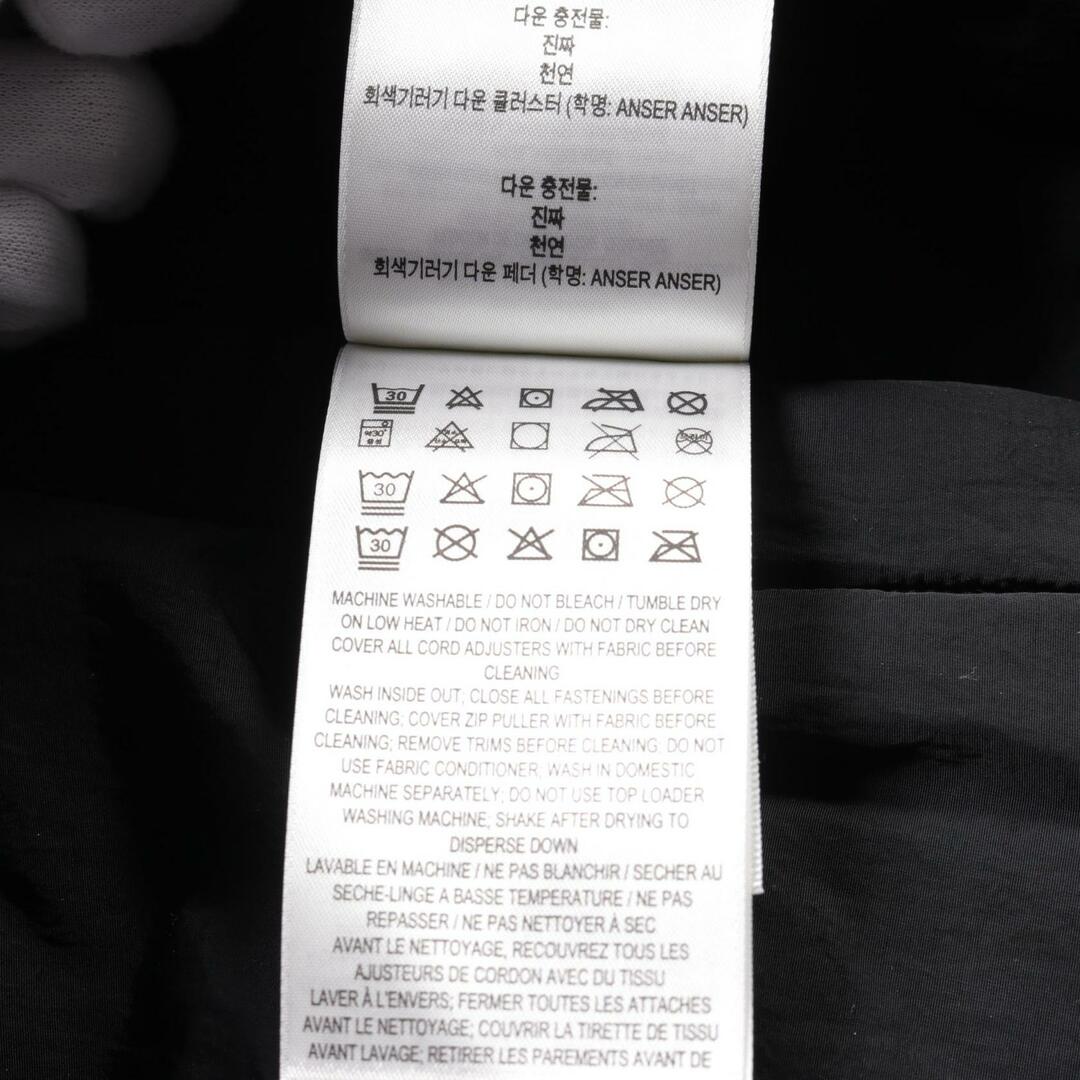 다운 충전물:
진짜
천연
회색기러기 다운 클러스터 (학명: ANSER ANSER)
다운 충전물:
진짜
천연
회색기러기 다운 페더 (학명: ANSER ANSER)
30
30
30
MACHINE WASHABLE / DO NOT BLEACH / TUMBLE DRY
ON LOW HEAT / DO NOT IRON / DO NOT DRY CLEAN
COVER ALL CORD ADJUSTERS WITH FABRIC BEFORE
CLEANING
WASH INSIDE OUT; CLOSE ALL FASTENINGS BEFORE
CLEANING; COVER ZIP PULLER WITH FABRIC BEFORE
CLEANING; REMOVE TRIMS BEFORE CLEANING; DO NOT
USE FABRIC CONDITIONER; WASH IN DOMESTIC
MACHINE SEPARATELY; DO NOT USE TOP LOADER
WASHING MACHINE; SHAKE AFTER DRYING TO
DISPERSE DOWN
LAVABLE EN MACHINE / NE PAS BLANCHIR / SECHER AU
SECHE-LINGE A BASSE TEMPERATURE / NE PAS
REPASSER / NE PAS NETTOYER À SEC
AVANT LE NETTOYAGE, RECOUVREZ TOUS LES
AJUSTEURS DE CORDON AVEC DU TISSU
LAVER À L'ENVERS; FERMER TOUTES LES ATTACHES
AVANT LE NETTOYAGE; COUVRIR LA TIRETTE DE TISSU
AVANT LAVAGE; RETIRER LES PAREMENTS AVANT DE